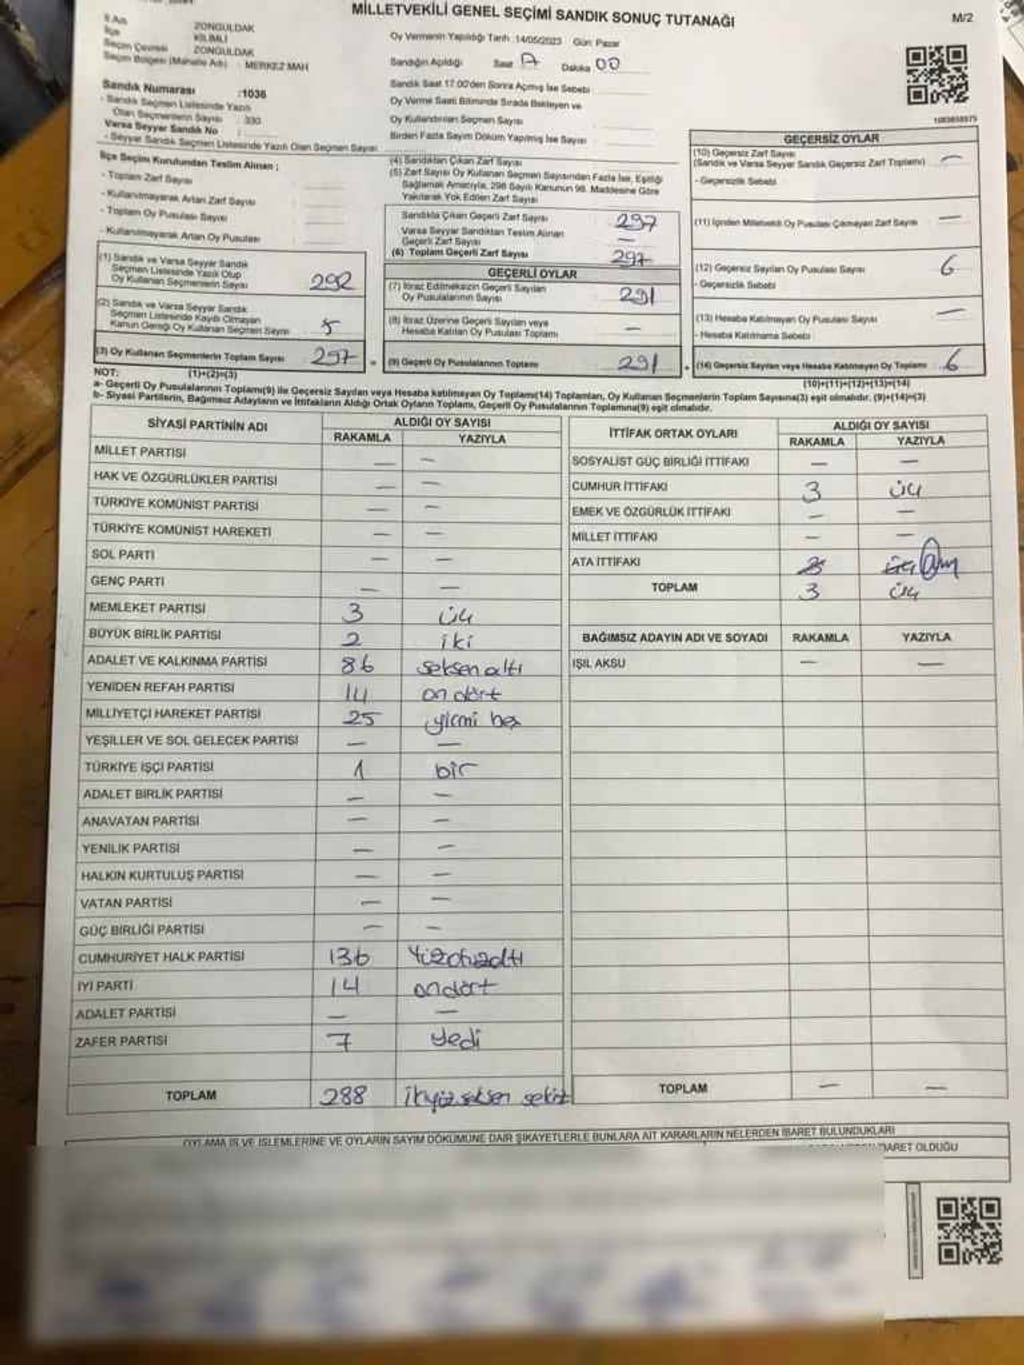 MİLLETVEKİLİ GENEL SEÇİMİ SANDIK SONUÇ TUTANAĞI
M/2
İl Adı ZONGULDAK
İlçe KİLİMLİ
Seçim Çevresi ZONGULDAK
Seçim Bölgesi (Mahalle Adı) : MERKEZ MAH
Sandık Numarası :1036
- Sandık Seçmen Listesinde Yazılı
Olan Seçmenlerin Sayısı : 330
Varsa Seyyar Sandık No :
- Seyyar Sandık Seçmen Listesinde Yazılı Olan Seçmen Sayısı
Oy Vermenin Yapıldığı Tarih :14/05/2023 Gün: Pazar
Sandığın Açıldığı Saat Dakika 00
Sandık Saat 17:00'den Sonra Açmış İse Sebebi
Oy Verme Saati Bitiminde Sırada Bekleyen ve
Oy Kullandırılan Seçmen Sayısı
Birden Fazla Sayım Döküm Yapılmış İse Sayısı
İlçe Seçim Kurulundan Teslim Alınan ;
- Toplam Zarf Sayısı
- Kullanılmayarak Artan Zarf Sayısı
- Toplam Oy Pusulası Sayısı
- Kullanılmayarak Artan Oy Pusulası
(1) Sandık ve Varsa Seyyar Sandık
Seçmen Listesinde Yazılı Olup
Oy Kullanan Seçmenlerin Sayısı 292
(2) Sandık ve Varsa Seyyar Sandık
Seçmen Listesinde Kayıtlı Olmayan
Kanun Gereği Oy Kullanan Seçmen Sayısı 5
(3) Oy Kullanan Seçmenlerin Toplam Sayısı 297
(1)+(2)=(3)
(4) Sandıktan Çıkan Zarf Sayısı
(5) Zarf Sayısı Oy Kullanan Seçmen Sayısından Fazla İse, Eşitliği
Sağlamak Amacıyla, 298 Sayılı Kanunun 98. Maddesine Göre
Yakılarak Yok Edilen Zarf Sayısı
Sandıkta Çıkan Geçerli Zarf Sayısı 297
Varsa Seyyar Sandıktan Teslim Alınan
Geçerli Zarf Sayısı —
(6) Toplam Geçerli Zarf Sayısı 297
GEÇERLİ OYLAR
(7) İtiraz Edilmeksizin Geçerli Sayılan
Oy Pusulalarının Sayısı 291
(8) İtiraz Üzerine Geçerli Sayılan veya
Hesaba Katılan Oy Pusulası Toplamı —
(9) Geçerli Oy Pusulalarının Toplamı 291
GEÇERSİZ OYLAR
(10) Geçersiz Zarf Sayısı
(Sandık ve Varsa Seyyar Sandık Geçersiz Zarf Toplamı) —
- Geçersizlik Sebebi
(11) İçinden Milletvekili Oy Pusulası Çıkmayan Zarf Sayısı —
(12) Geçersiz Sayılan Oy Pusulası Sayısı 6
- Geçersizlik Sebebi
(13) Hesaba Katılmayan Oy Pusulası Sayısı —
- Hesaba Katılmama Sebebi
(14) Geçersiz Sayılan veya Hesaba Katılmayan Oy Toplamı 6
(10)+(11)+(12)+(13)=(14)
NOT:
a- Geçerli Oy Pusulalarının Toplamı(9) ile Geçersiz Sayılan veya Hesaba katılmayan Oy Toplamı(14) Toplamları, Oy Kullanan Seçmenlerin Toplam Sayısına(3) eşit olmalıdır. (9)+(14)=(3)
b- Siyasi Partilerin, Bağımsız Adayların ve İttifakların Aldığı Oy Ortak Oyların Toplamı, Geçerli Oy Pusulalarının Toplamına(9) eşit olmalıdır.
SİYASİ PARTİNİN ADI ALDIĞI OY SAYISI
RAKAMLA YAZIYLA
MİLLET PARTİSİ — —
HAK VE ÖZGÜRLÜKLER PARTİSİ — —
TÜRKİYE KOMÜNİST PARTİSİ — —
TÜRKİYE KOMÜNİST HAREKETİ — —
SOL PARTİ — —
GENÇ PARTİ — —
MEMLEKET PARTİSİ 3 üç
BÜYÜK BİRLİK PARTİSİ 2 iki
ADALET VE KALKINMA PARTİSİ 86 seksen altı
YENİDEN REFAH PARTİSİ 14 on dört
MİLLİYETÇİ HAREKET PARTİSİ 25 yirmi beş
YEŞİLLER VE SOL GELECEK PARTİSİ — —
TÜRKİYE İŞÇİ PARTİSİ 1 bir
ADALET BİRLİK PARTİSİ — —
ANAVATAN PARTİSİ — —
YENİLİK PARTİSİ — —
HALKIN KURTULUŞ PARTİSİ — —
VATAN PARTİSİ — —
GÜÇ BİRLİĞİ PARTİSİ — —
CUMHURİYET HALK PARTİSİ 136 Yüzotuzaltı
İYİ PARTİ 14 ondört
ADALET PARTİSİ — —
ZAFER PARTİSİ 7 Yedi
TOPLAM 288 ikiyüzseksen sekiz
İTTİFAK ORTAK OYLARI ALDIĞI OY SAYISI
RAKAMLA YAZIYLA
SOSYALİST GÜÇ BİRLİĞİ İTTİFAKI — —
CUMHUR İTTİFAKI 3 üç
EMEK VE ÖZGÜRLÜK İTTİFAKI — —
MİLLET İTTİFAKI — —
ATA İTTİFAKI
TOPLAM 3 üç
BAĞIMSIZ ADAYIN ADI VE SOYADI RAKAMLA YAZIYLA
IŞIL AKSU — —
TOPLAM — —
OYLAMA İŞ VE İŞLEMLERİNE VE OYLARIN SAYIM DÖKÜMÜNE DAİR ŞİKAYETLERLE BUNLARA AİT KARARLARIN NELERDEN İBARET BULUNDUKLARI
İBARET OLDUĞU